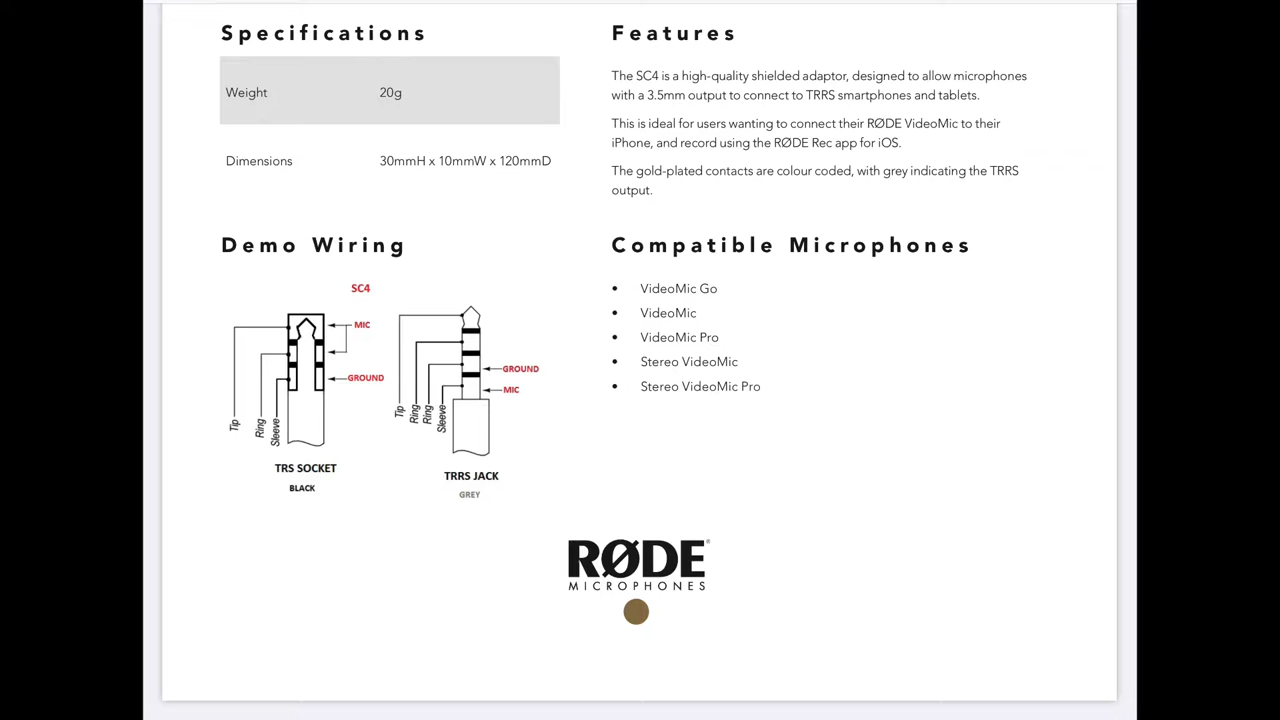 Specifications
Weight 20g
Dimensions 30mmH x 10mmW x 120mmD
Features
The SC4 is a high-quality shielded adaptor, designed to allow microphones
with a 3.5mm output to connect to TRRS smartphones and tablets.
This is ideal for users wanting to connect their RØDE VideoMic to their
iPhone, and record using the RØDE Rec app for iOS.
The gold-plated contacts are colour coded, with grey indicating the TRRS
output.
Demo Wiring
SC4
MIC
GROUND
Tip
Ring
Sleeve
TRS SOCKET
BLACK
GROUND
MIC
Tip
Ring
Ring
Sleeve
TRRS JACK
GREY
Compatible Microphones
• VideoMic Go
• VideoMic
• VideoMic Pro
• Stereo VideoMic
• Stereo VideoMic Pro
RØDE®
MICROPHONES